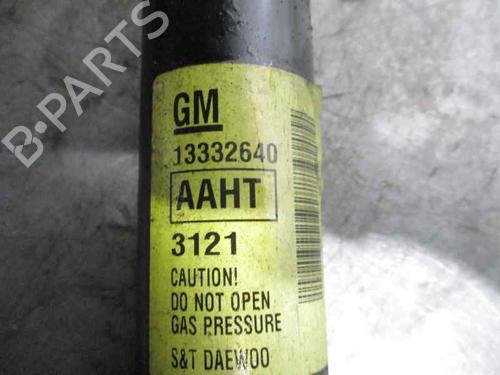 B-PARTS
GM
13332640
AAHT
3121
CAUTION!
DO NOT OPEN
GAS PRESSURE
S&T DAEWOO